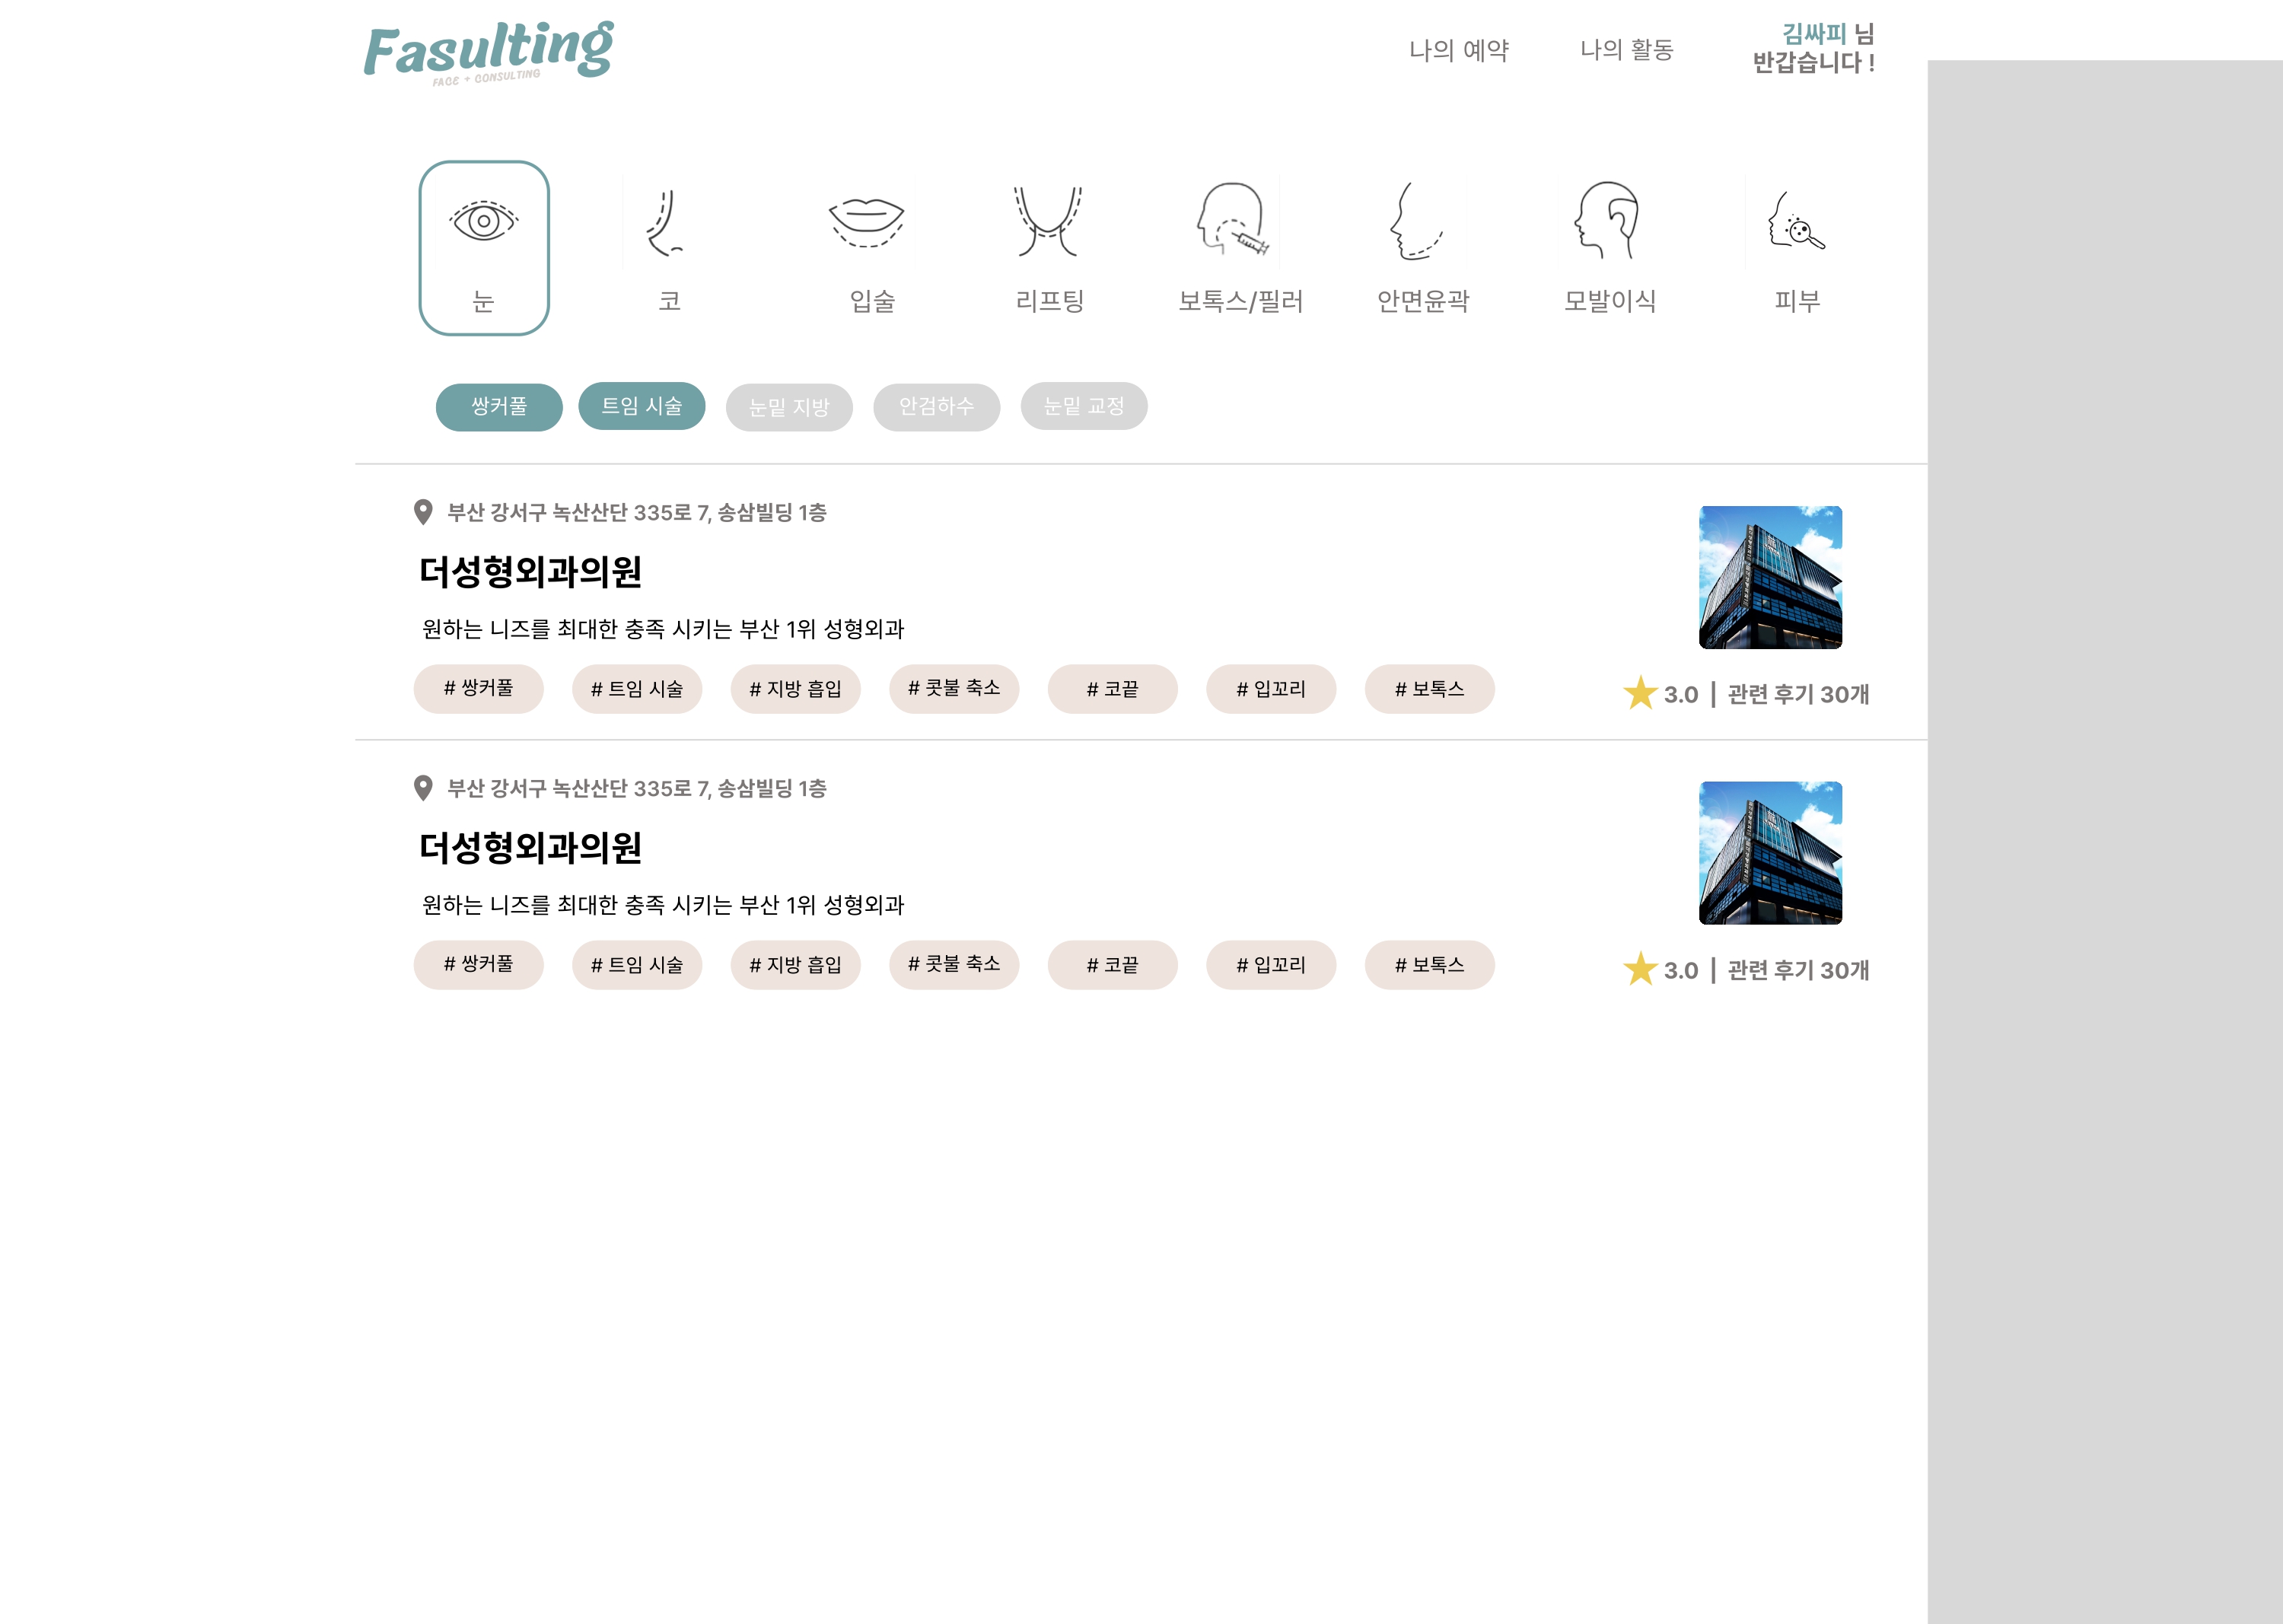 Fasulting
FACE + CONSULTING
나의 예약
나의 활동
김싸피 님
반갑습니다 !
눈
코
입술
리프팅
보톡스/필러
안면윤곽
모발이식
피부
쌍커풀
트임 시술
눈밑 지방
안검하수
눈밑 교정
부산 강서구 녹산산단 335로 7, 송삼빌딩 1층
더성형외과의원
원하는 니즈를 최대한 충족 시키는 부산 1위 성형외과
# 쌍커풀
# 트임 시술
# 지방 흡입
# 콧불 축소
# 코끝
# 입꼬리
# 보톡스
3.0 | 관련 후기 30개
부산 강서구 녹산산단 335로 7, 송삼빌딩 1층
더성형외과의원
원하는 니즈를 최대한 충족 시키는 부산 1위 성형외과
# 쌍커풀
# 트임 시술
# 지방 흡입
# 콧불 축소
# 코끝
# 입꼬리
# 보톡스
3.0 | 관련 후기 30개